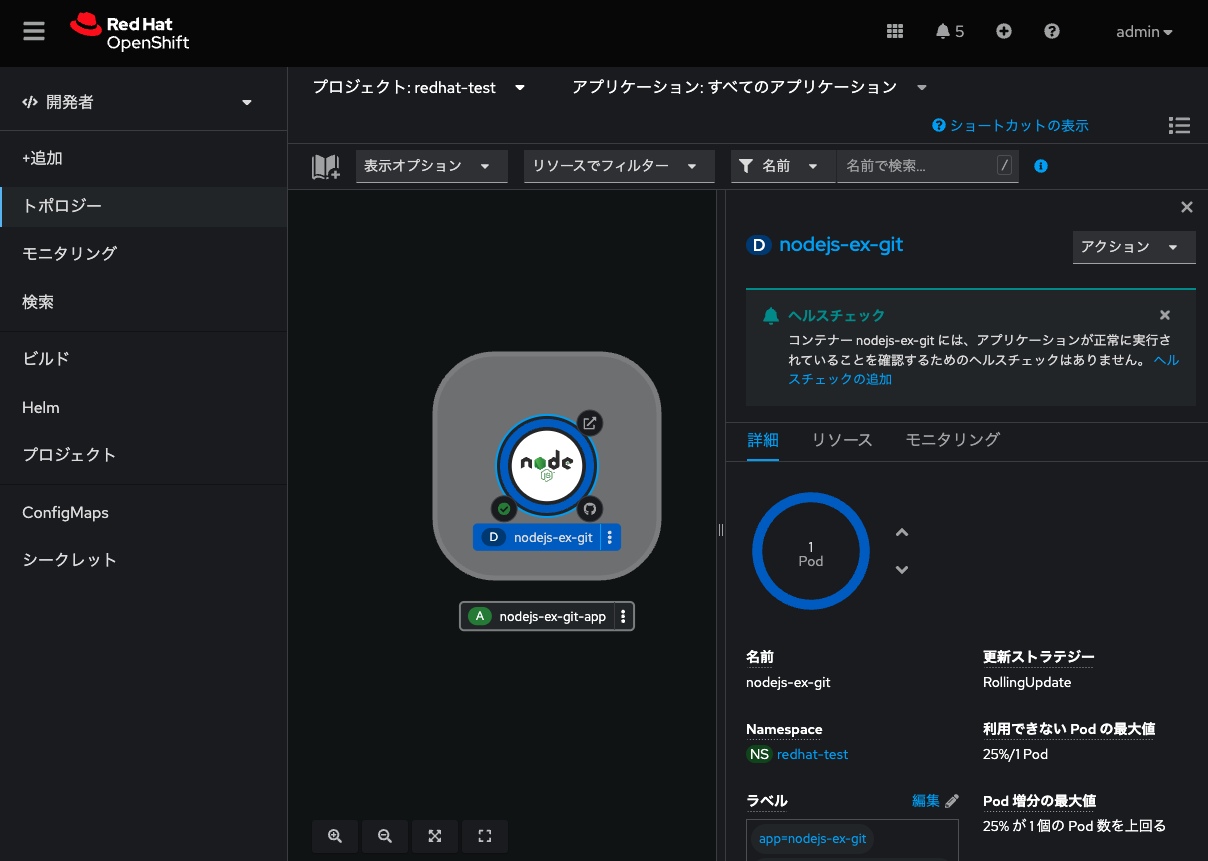 Red Hat
OpenShift
5
admin
開発者
+追加
トポロジー
モニタリング
検索
ビルド
Helm
プロジェクト
ConfigMaps
シークレット
プロジェクト: redhat-test
アプリケーション: すべてのアプリケーション
ショートカットの表示
表示オプション
リソースでフィルター
名前
名前で検索...
/
node
JS
D nodejs-ex-git
A nodejs-ex-git-app
D nodejs-ex-git
アクション
ヘルスチェック
コンテナー nodejs-ex-git には、アプリケーションが正常に実行さ
れていることを確認するためのヘルスチェックはありません。 ヘル
スチェックの追加
詳細
リソース
モニタリング
1
Pod
名前
nodejs-ex-git
更新ストラテジー
RollingUpdate
Namespace
NS redhat-test
利用できない Pod の最大値
25%/1 Pod
ラベル
編集
app=nodejs-ex-git
Pod 増分の最大値
25% が 1 個の Pod 数を上回る